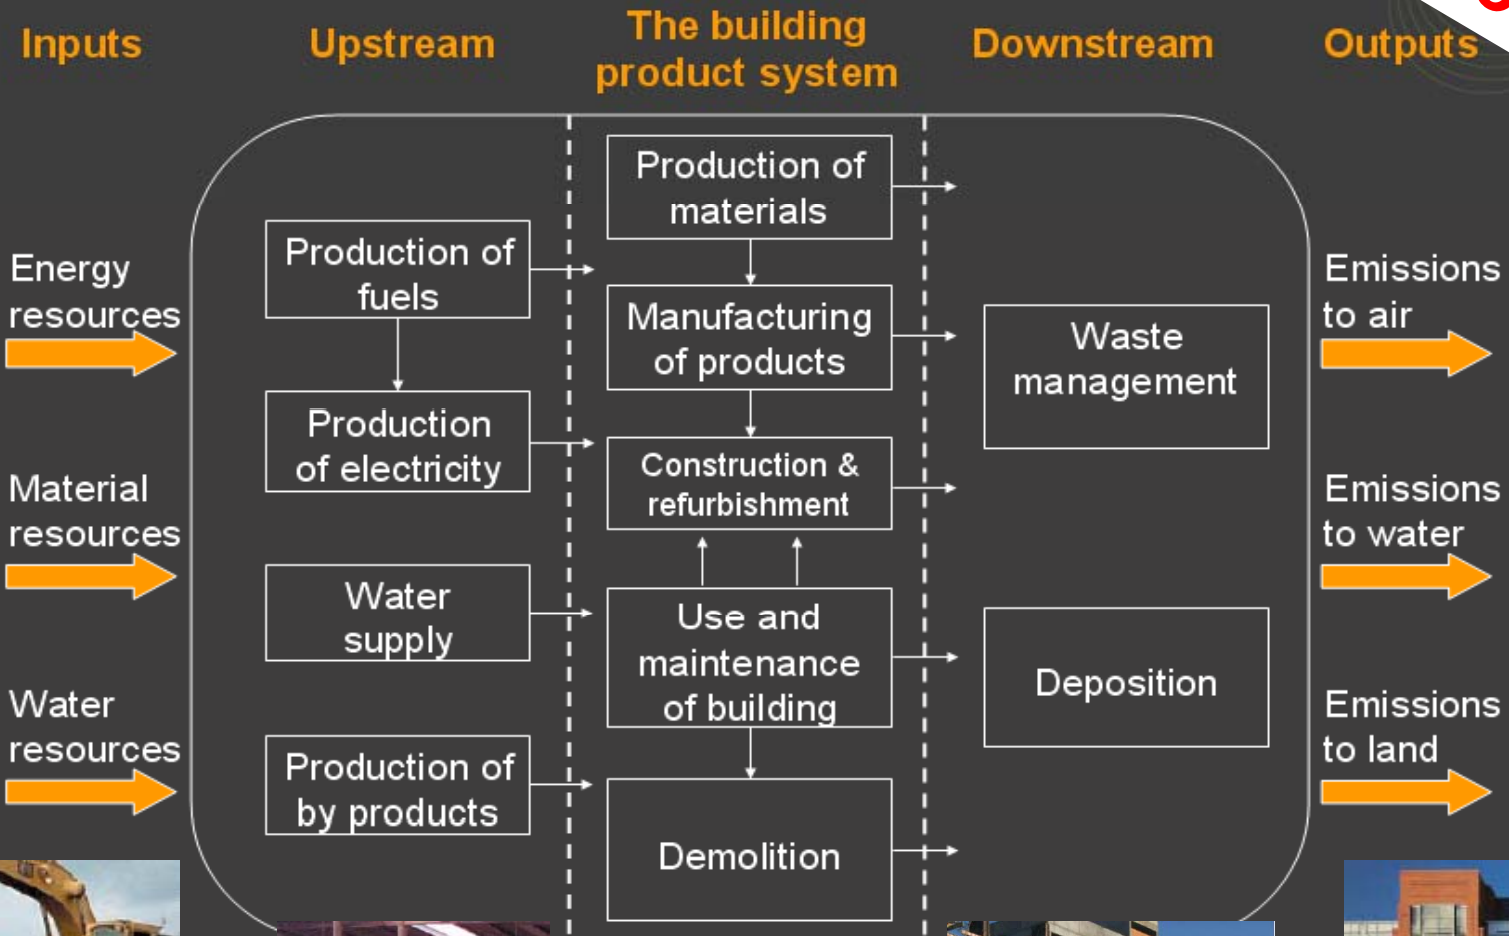 Inputs
Upstream
The building
product system
Downstream
Outputs
Energy
resources
Material
resources
Water
resources
Production of
fuels
Production
of electricity
Water
supply
Production of
by products
Production of
materials
Manufacturing
of products
Construction &
refurbishment
Use and
maintenance
of building
Demolition
Waste
management
Deposition
Emissions
to air
Emissions
to water
Emissions
to land